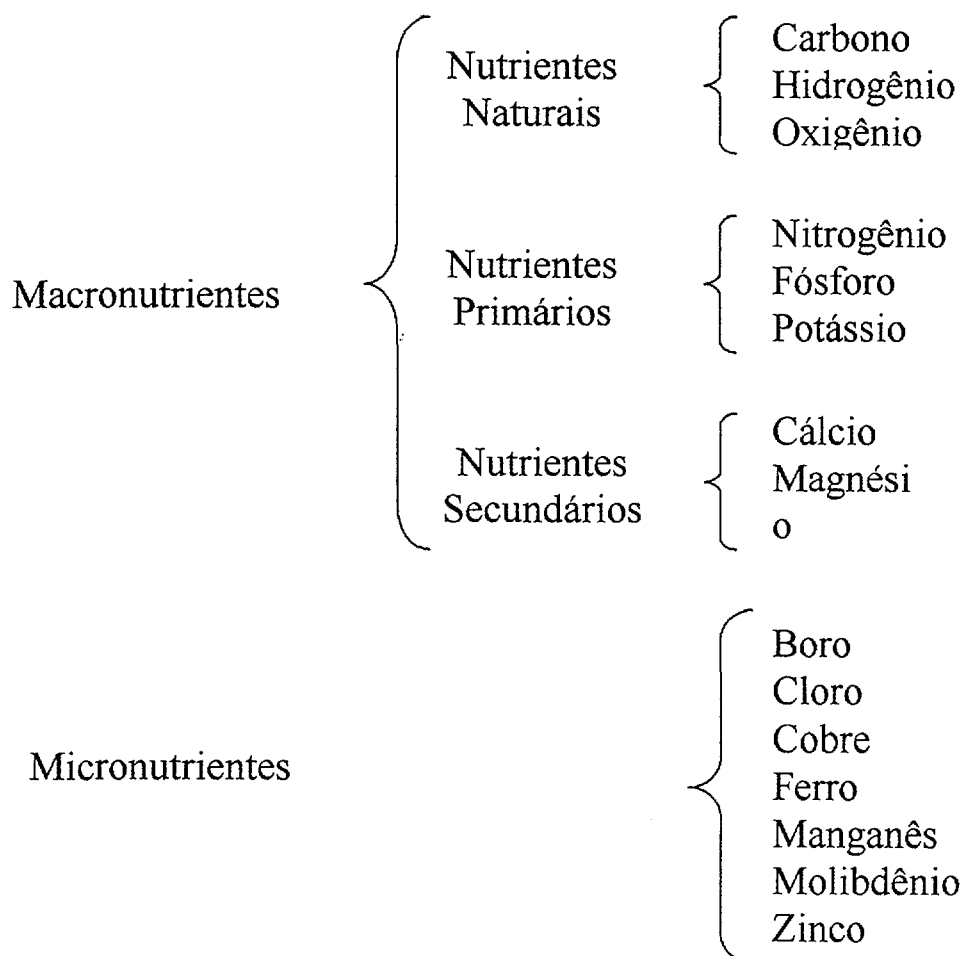 Macronutrientes
Nutrientes
Naturais
Carbono
Hidrogênio
Oxigênio
Nutrientes
Primários
Nitrogênio
Fósforo
Potássio
Nutrientes
Secundários
Cálcio
Magnési
o
Micronutrientes
Boro
Cloro
Cobre
Ferro
Manganês
Molibdênio
Zinco